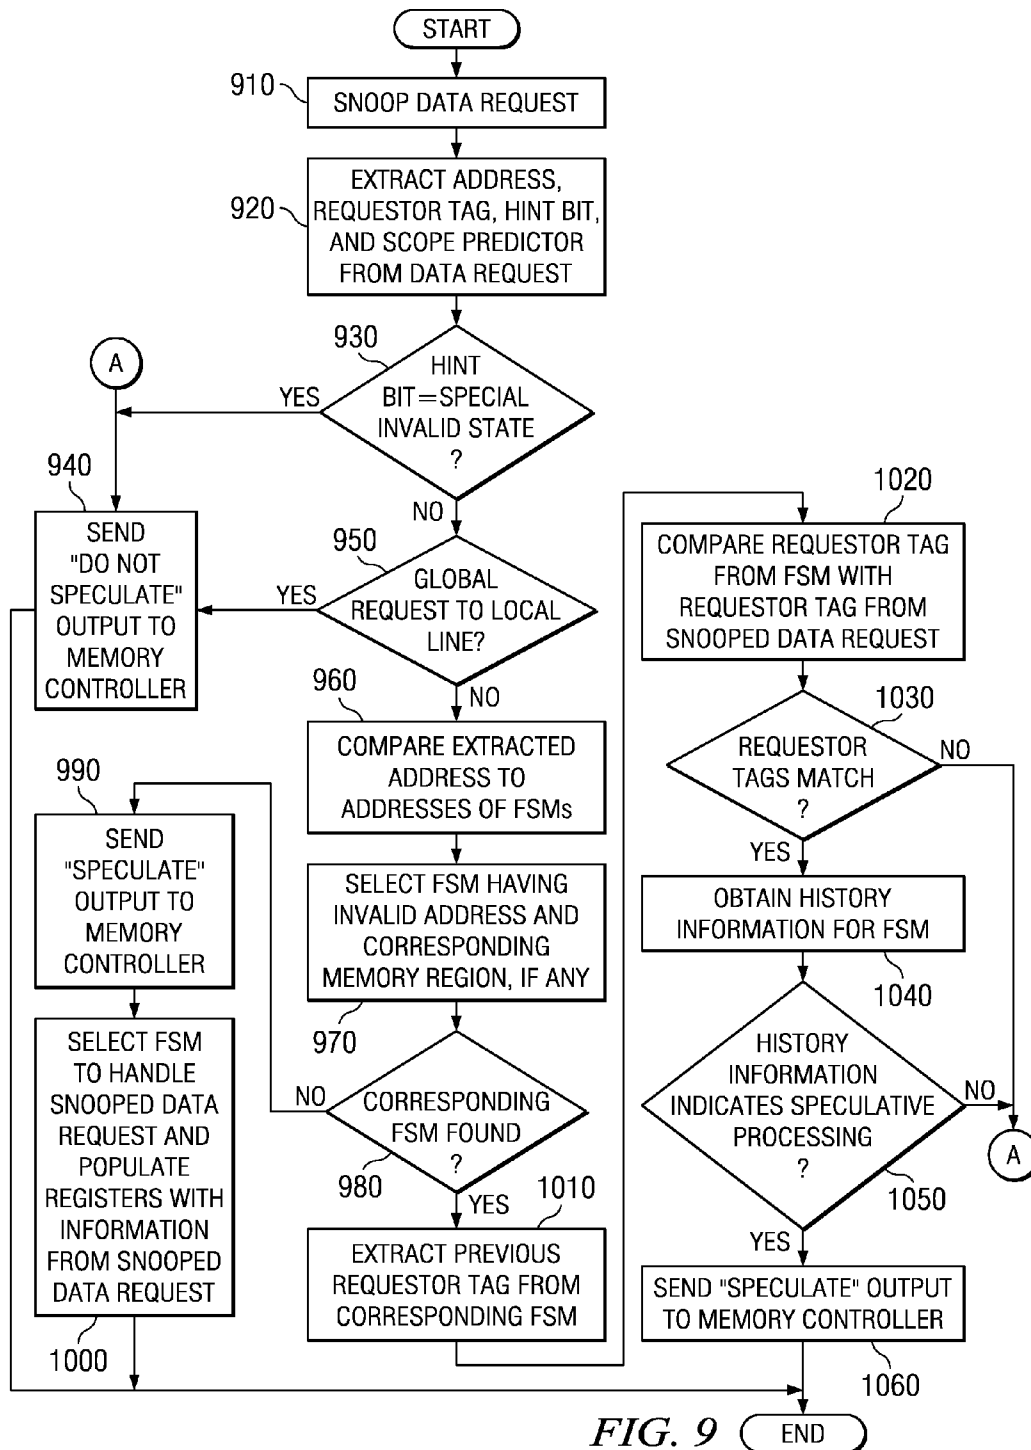 START
910
SNOOP DATA REQUEST
920
EXTRACT ADDRESS,
REQUESTOR TAG, HINT BIT,
AND SCOPE PREDICTOR
FROM DATA REQUEST
930
HINT
BIT=SPECIAL
INVALID STATE
?
YES
NO
A
940
SEND
"DO NOT
SPECULATE"
OUTPUT TO
MEMORY
CONTROLLER
950
GLOBAL
REQUEST TO LOCAL
LINE?
YES
NO
960
COMPARE EXTRACTED
ADDRESS TO
ADDRESSES OF FSMs
SELECT FSM HAVING
INVALID ADDRESS AND
CORRESPONDING
MEMORY REGION, IF ANY
970
CORRESPONDING
FSM FOUND
?
980
NO
YES
990
SEND
"SPECULATE"
OUTPUT TO
MEMORY
CONTROLLER
SELECT FSM
TO HANDLE
SNOOPED DATA
REQUEST AND
POPULATE
REGISTERS WITH
INFORMATION
FROM SNOOPED
DATA REQUEST
1000
1010
EXTRACT PREVIOUS
REQUESTOR TAG FROM
CORRESPONDING FSM
1020
COMPARE REQUESTOR TAG
FROM FSM WITH
REQUESTOR TAG FROM
SNOOPED DATA REQUEST
1030
REQUESTOR
TAGS MATCH
?
NO
YES
OBTAIN HISTORY
INFORMATION FOR FSM
1040
HISTORY
INFORMATION
INDICATES SPECULATIVE
PROCESSING
?
NO
A
1050
YES
SEND "SPECULATE" OUTPUT
TO MEMORY CONTROLLER
1060
END
FIG. 9